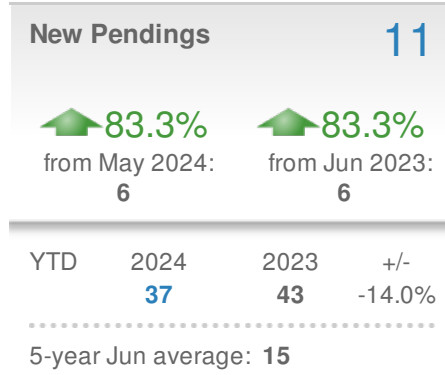 New Pendings 11
83.3% 83.3%
from May 2024: from Jun 2023:
6 6
YTD 2024 2023 +/-
37 43 -14.0%
5-year Jun average: 15